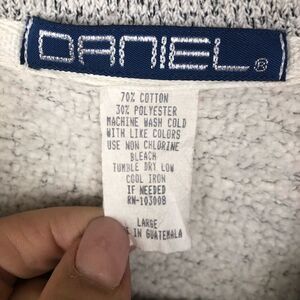 DANIEL®
70% COTTON
30% POLYESTER
MACHINE WASH COLD
WITH LIKE COLORS
USE NON CHLORINE
BLEACH
TUMBLE DRY LOW
COOL IRON
IF NEEDED
RN-103008
LARGE
IN GUATEMALA